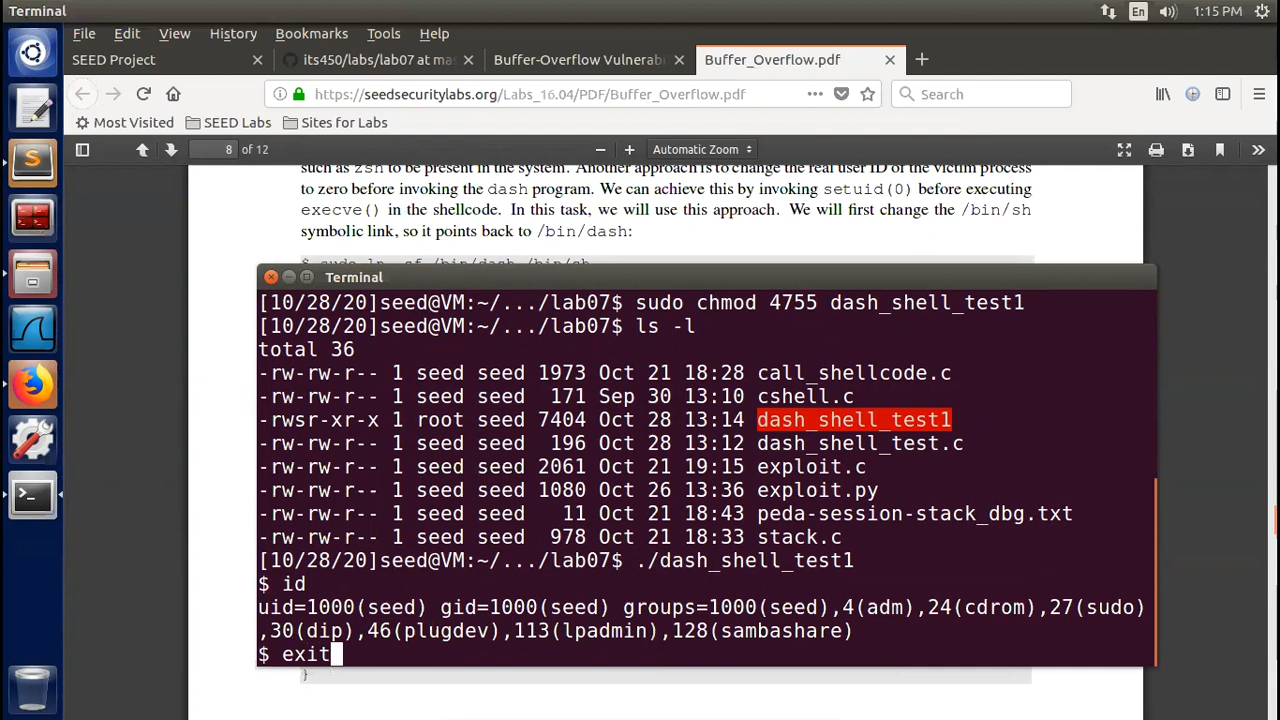 Terminal
En
1:15 PM
File Edit View History Bookmarks Tools Help
SEED Project
its450/labs/lab07 at mas
Buffer-Overflow Vulnerabi
Buffer_Overflow.pdf
https://seedsecuritylabs.org/Labs_16.04/PDF/Buffer_Overflow.pdf
Search
Most Visited
SEED Labs
Sites for Labs
8 of 12
Automatic Zoom
such as zsh to be present in the system. Another approach is to change the real user ID of the victim process
to zero before invoking the dash program. We can achieve this by invoking setuid(0) before executing
execve() in the shellcode. In this task, we will use this approach. We will first change the /bin/sh
symbolic link, so it points back to /bin/dash:
$ sudo ln -sf /bin/dash /bin/sh
Terminal
[10/28/20]seed@VM:~/.../lab07$ sudo chmod 4755 dash_shell_test1
[10/28/20]seed@VM:~/.../lab07$ ls -l
total 36
-rw-rw-r-- 1 seed seed 1973 Oct 21 18:28 call_shellcode.c
-rw-rw-r-- 1 seed seed 171 Sep 30 13:10 cshell.c
-rwsr-xr-x 1 root seed 7404 Oct 28 13:14 dash_shell_test1
-rw-rw-r-- 1 seed seed 196 Oct 28 13:12 dash_shell_test.c
-rw-rw-r-- 1 seed seed 2061 Oct 21 19:15 exploit.c
-rw-rw-r-- 1 seed seed 1080 Oct 26 13:36 exploit.py
-rw-rw-r-- 1 seed seed 11 Oct 21 18:43 peda-session-stack_dbg.txt
-rw-rw-r-- 1 seed seed 978 Oct 21 18:33 stack.c
[10/28/20]seed@VM:~/.../lab07$ ./dash_shell_test1
$ id
uid=1000(seed) gid=1000(seed) groups=1000(seed),4(adm),24(cdrom),27(sudo)
,30(dip),46(plugdev),113(lpadmin),128(sambashare)
$ exit
}